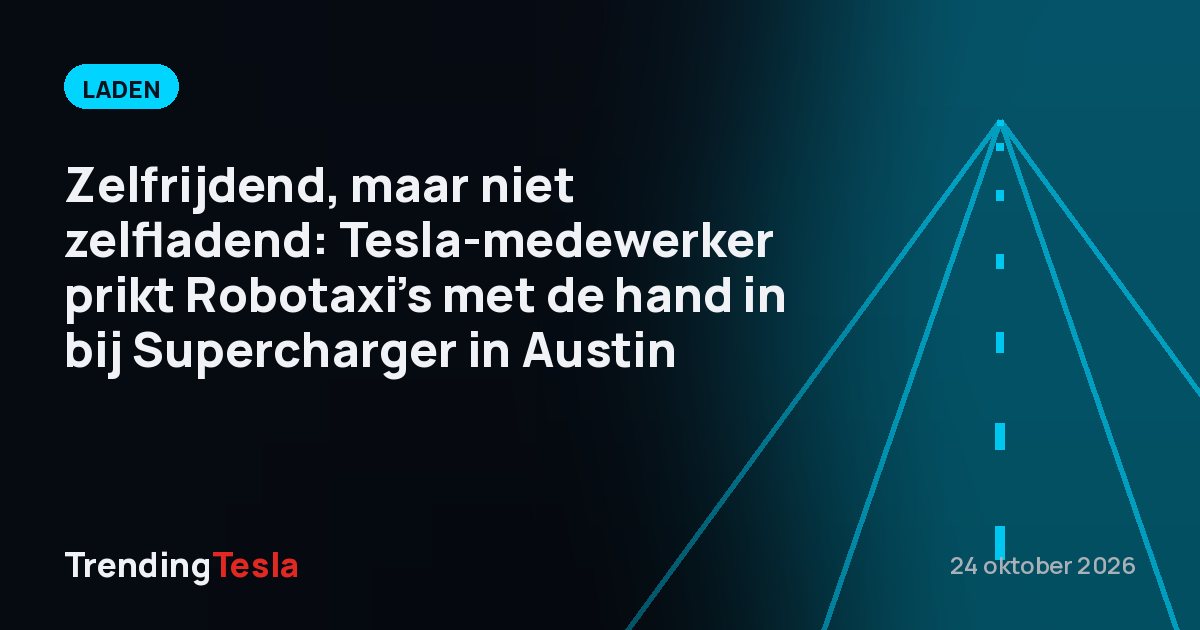 LADEN
Zelfrijdend, maar niet
zelfladend: Tesla-medewerker
prikt Robotaxi’s met de hand in
bij Supercharger in Austin
TrendingTesla
24 oktober 2026